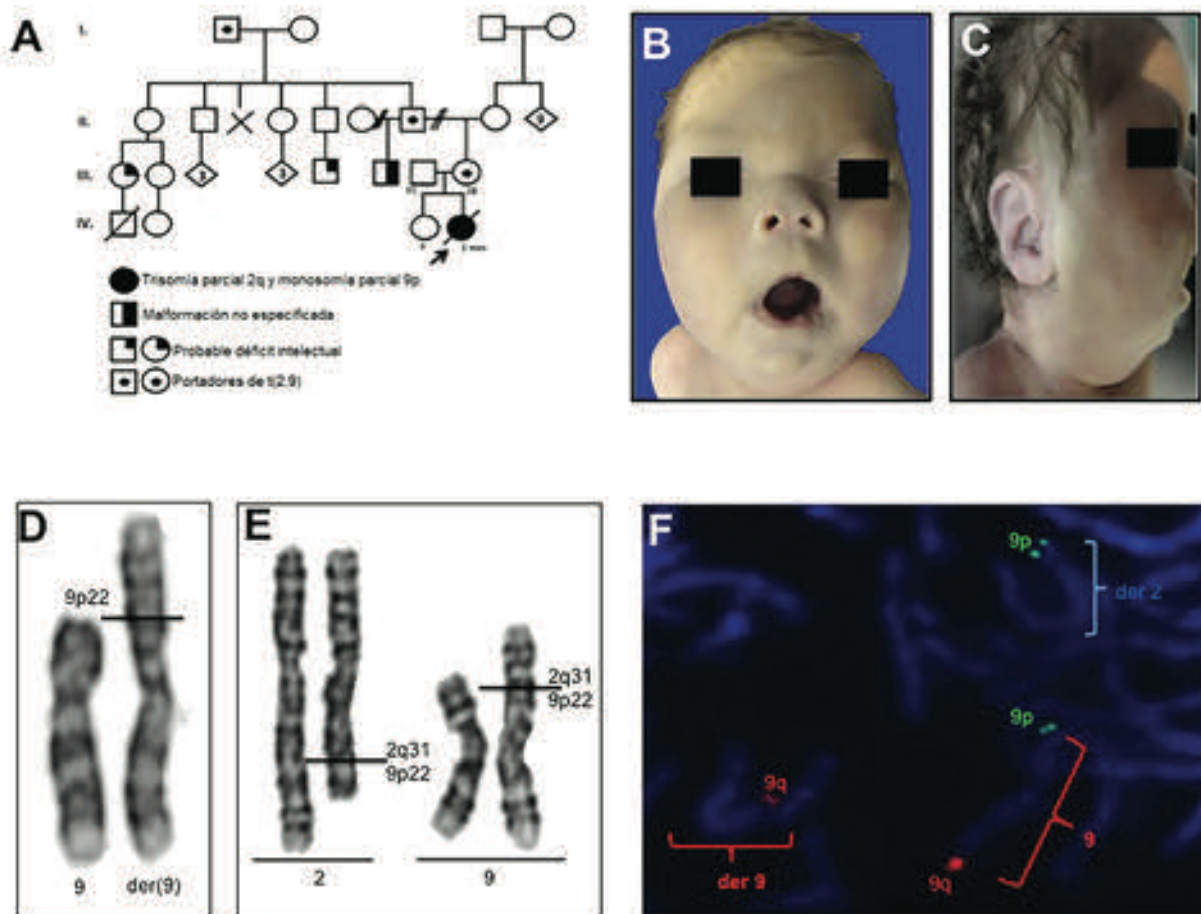 A
I.
II.
III.
IV.
Trisomía parcial 2q y monosomía parcial 9p
Malformación no especificada
Probable déficit intelectual
Portadores de t(2;9)
B
C
D
9p22
9
der(9)
E
2q31
9p22
2q31
9p22
2
9
F
9p
der 2
9p
9q
9
der 9
9q